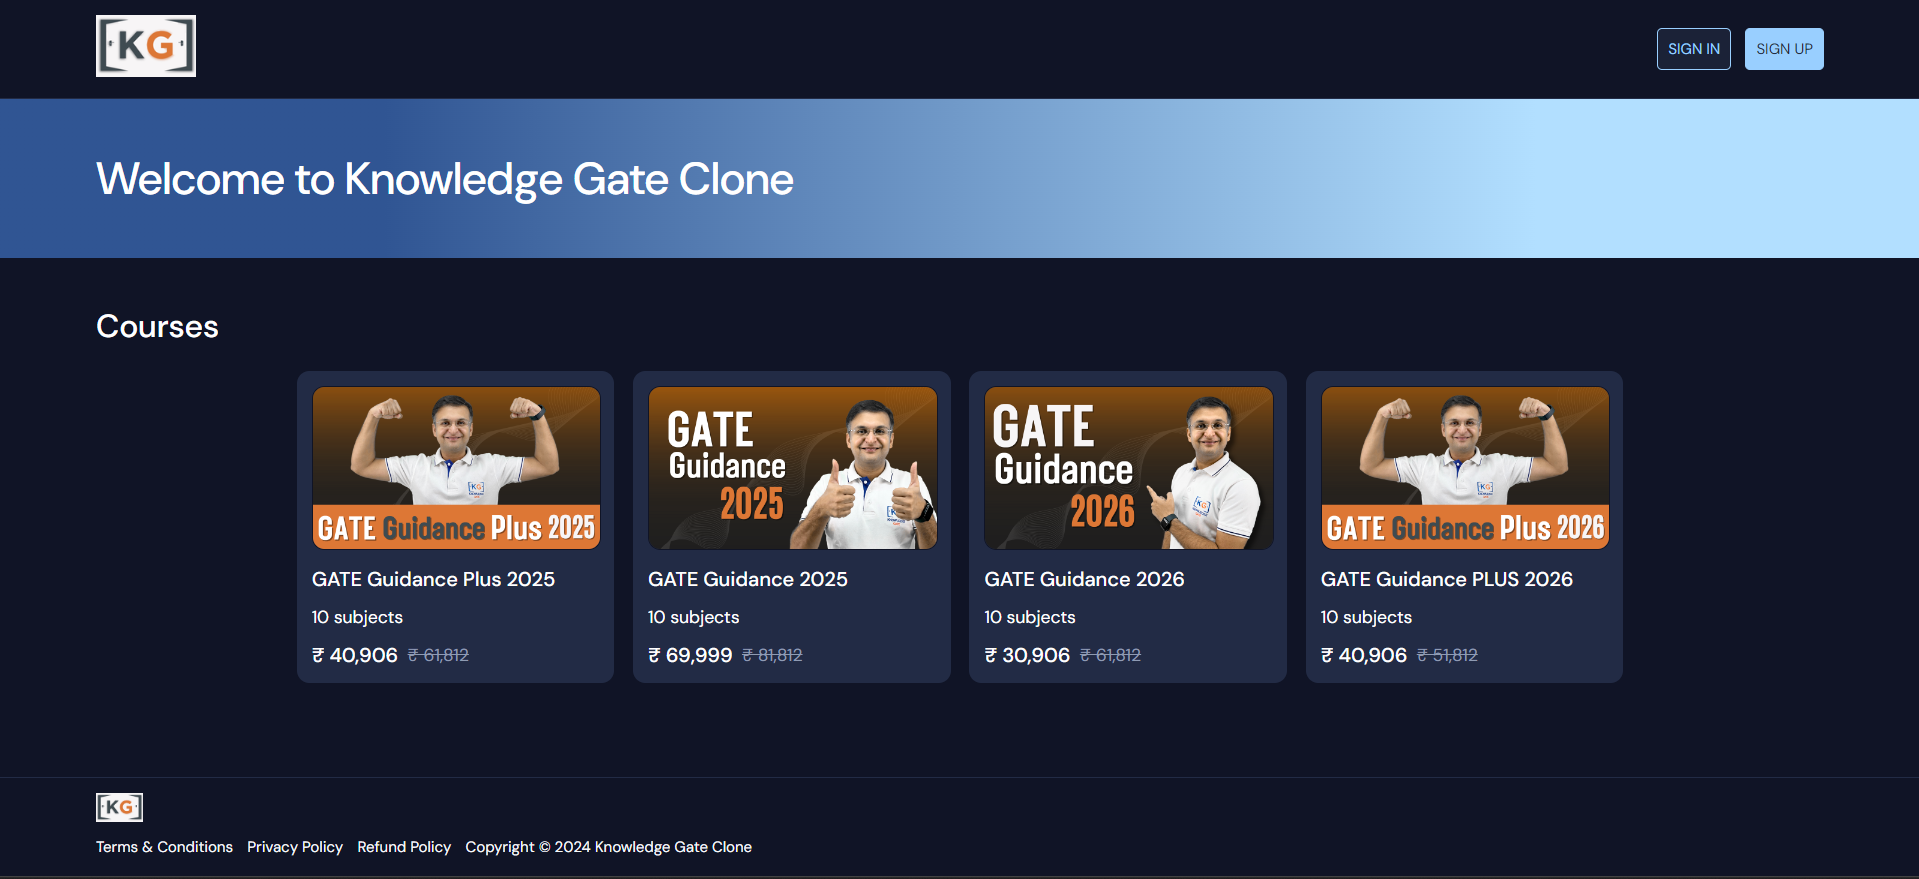 KG
SIGN IN
SIGN UP
Welcome to Knowledge Gate Clone
Courses
GATE Guidance Plus 2025
GATE Guidance Plus 2025
10 subjects
₹ 40,906 ₹ 61,812
GATE
Guidance
2025
GATE Guidance 2025
10 subjects
₹ 69,999 ₹ 81,812
GATE
Guidance
2026
GATE Guidance 2026
10 subjects
₹ 30,906 ₹ 61,812
GATE Guidance Plus 2026
GATE Guidance PLUS 2026
10 subjects
₹ 40,906 ₹ 51,812
KG
Terms & Conditions Privacy Policy Refund Policy Copyright © 2024 Knowledge Gate Clone